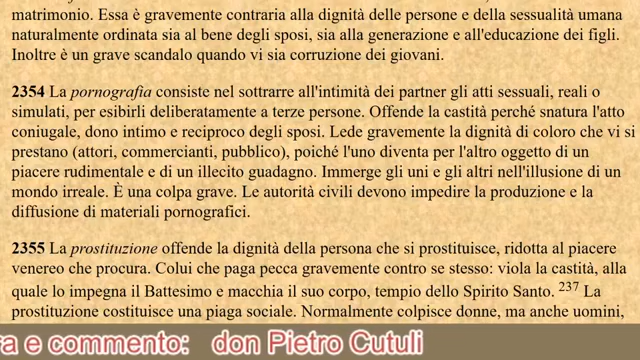 matrimonio. Essa è gravemente contraria alla dignità delle persone e della sessualità umana
naturalmente ordinata sia al bene degli sposi, sia alla generazione e all'educazione dei figli.
Inoltre è un grave scandalo quando vi sia corruzione dei giovani.
2354 La pornografia consiste nel sottrarre all'intimità dei partner gli atti sessuali, reali o
simulati, per esibirli deliberatamente a terze persone. Offende la castità perché snatura l'atto
coniugale, dono intimo e reciproco degli sposi. Lede gravemente la dignità di coloro che vi si
prestano (attori, commercianti, pubblico), poiché l'uno diventa per l'altro oggetto di un
piacere rudimentale e di un illecito guadagno. Immerge gli uni e gli altri nell'illusione di un
mondo irreale. È una colpa grave. Le autorità civili devono impedire la produzione e la
diffusione di materiali pornografici.
2355 La prostituzione offende la dignità della persona che si prostituisce, ridotta al piacere
venereo che procura. Colui che paga pecca gravemente contro se stesso: viola la castità, alla
quale lo impegna il Battesimo e macchia il suo corpo, tempio dello Spirito Santo. 237 La
prostituzione costituisce una piaga sociale. Normalmente colpisce donne, ma anche uomini,
a e commento: don Pietro Cutuli